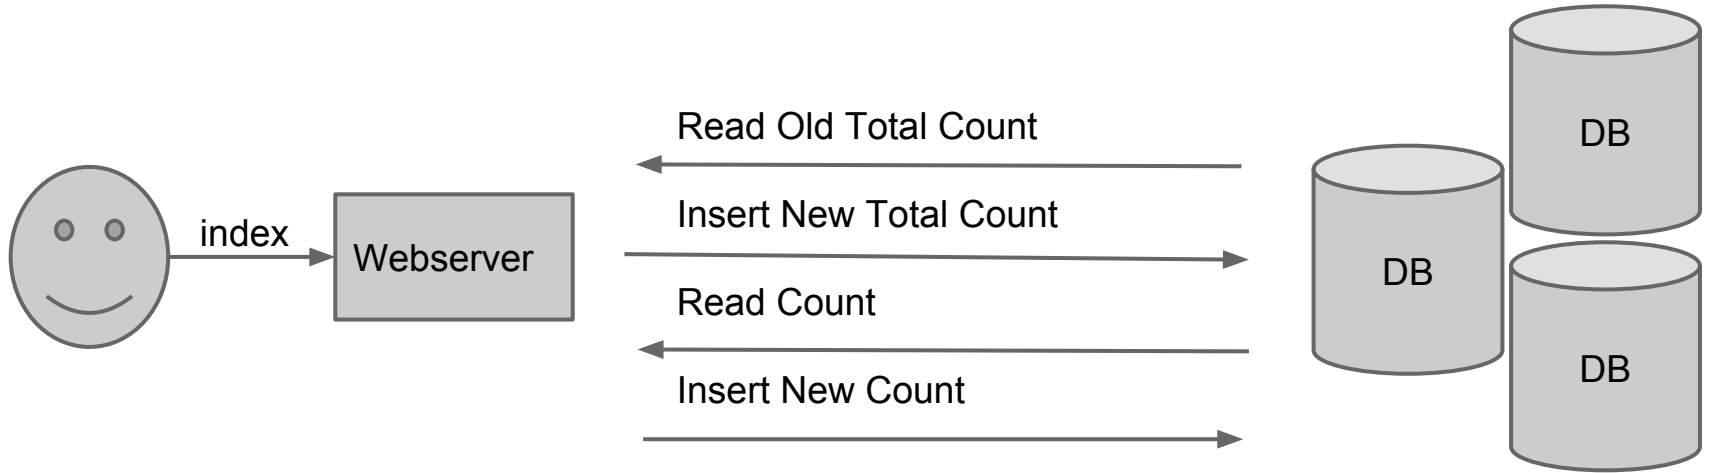 Read Old Total Count
Insert New Total Count
Read Count
Insert New Count
index
Webserver
DB
DB
DB